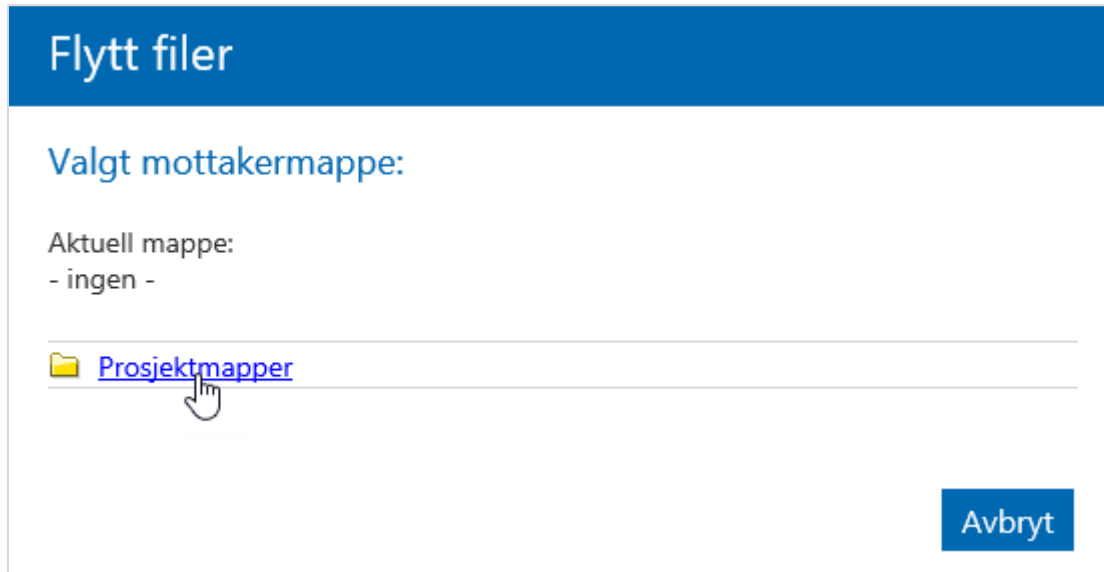 Flytt filer
Valgt mottakermappe:
Aktuell mappe:
- ingen -
Prosjektmapper
Avbryt